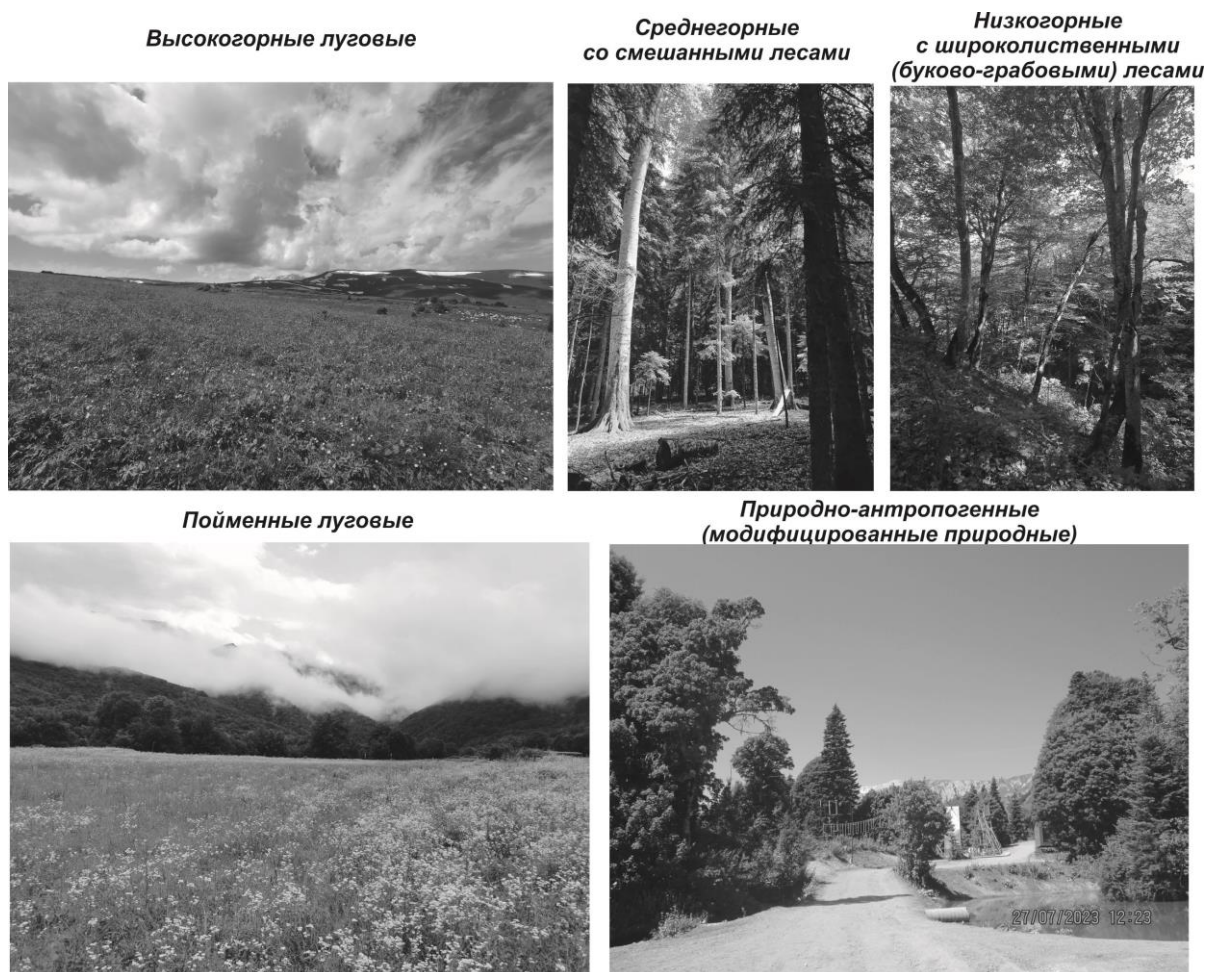 Высокогорные луговые
Среднегорные
со смешанными лесами
Низкогорные
с широколиственными
(буково-грабовыми) лесами
Пойменные луговые
Природно-антропогенные
(модифицированные природные)
27/07/2023 12:23